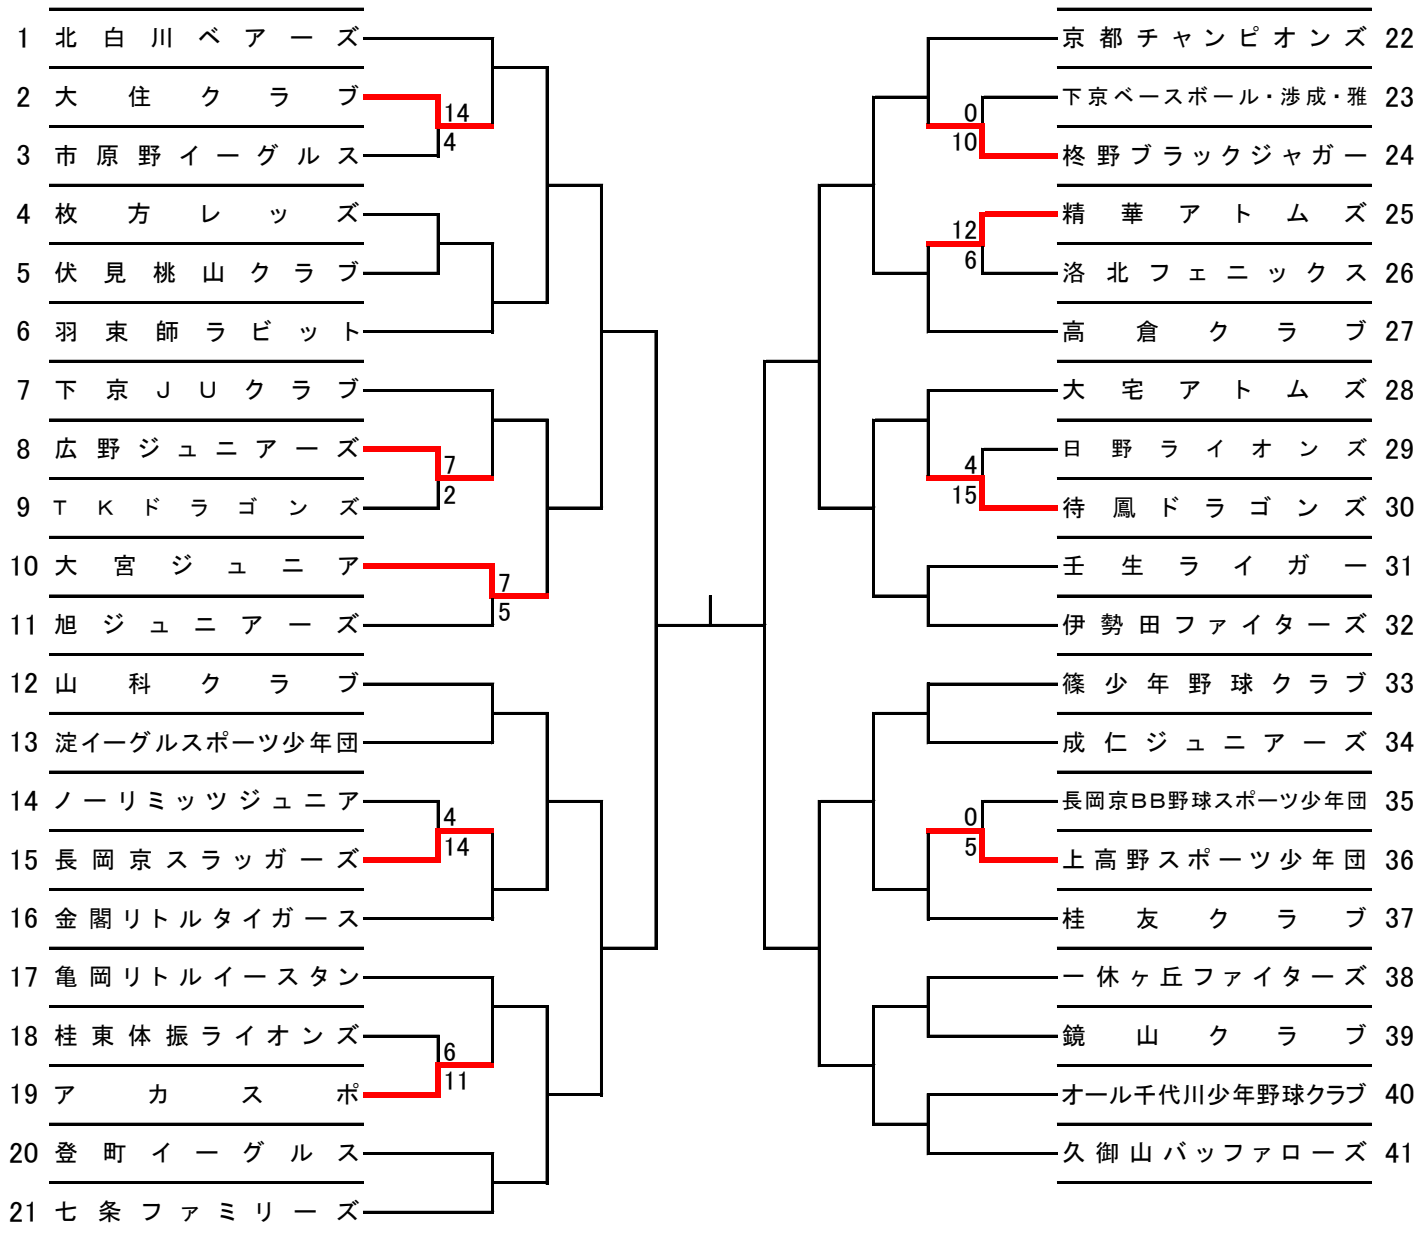 1 北白川ベアーズ
2 大住クラブ
14
3 市原野イーグルス
4
4 枚方レッズ
5 伏見桃山クラブ
6 羽束師ラビット
7 下京JUクラブ
8 広野ジュニアーズ
7
9 TKドラゴンズ
2
10 大宮ジュニア
7
11 旭ジュニアーズ
5
12 山科クラブ
13 淀イーグルスポーツ少年団
14 ノーリミッツジュニア
4
15 長岡京スラッガーズ
14
16 金閣リトルタイガース
17 亀岡リトルイースタン
18 桂東体振ライオンズ
6
19 アカスポ
11
20 登町イーグルス
21 七条ファミリーズ
京都チャンピオンズ 22
下京ベースボール・渉成・雅 23
0
柊野ブラックジャガー 24
10
精華アトムズ 25
12
洛北フェニックス 26
6
高倉クラブ 27
大宅アトムズ 28
日野ライオンズ 29
4
待鳳ドラゴンズ 30
15
壬生ライガー 31
伊勢田ファイターズ 32
篠少年野球クラブ 33
成仁ジュニアーズ 34
長岡京BB野球スポーツ少年団 35
0
上高野スポーツ少年団 36
5
桂友クラブ 37
一休ヶ丘ファイターズ 38
鏡山クラブ 39
オール千代川少年野球クラブ 40
久御山バッファローズ 41